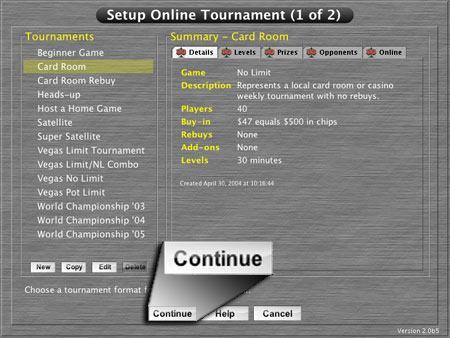 Setup Online Tournament (1 of 2)
Tournaments
Beginner Game
Card Room
Card Room Rebuy
Heads-up
Host a Home Game
Satellite
Super Satellite
Vegas Limit Tournament
Vegas Limit/NL Combo
Vegas No Limit
Vegas Pot Limit
World Championship '03
World Championship '04
World Championship '05
New Copy Edit Delete
Summary - Card Room
Details Levels Prizes Opponents Online
Game No Limit
Description Represents a local card room or casino
weekly tournament with no rebuys.
Players 40
Buy-in $47 equals $500 in chips
Rebuys None
Add-ons None
Levels 30 minutes
Created April 30, 2004 at 10:16:44
Continue
Choose a tournament format
Continue Help Cancel
Version 2.0b5